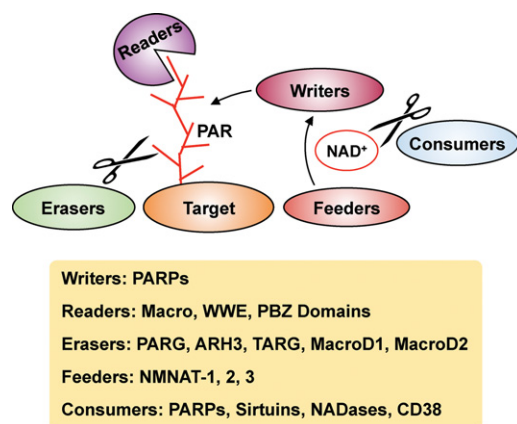 Readers
Writers
PAR
NAD+
Consumers
Erasers
Target
Feeders
Writers: PARPs
Readers: Macro, WWE, PBZ Domains
Erasers: PARG, ARH3, TARG, MacroD1, MacroD2
Feeders: NMNAT-1, 2, 3
Consumers: PARPs, Sirtuins, NADases, CD38